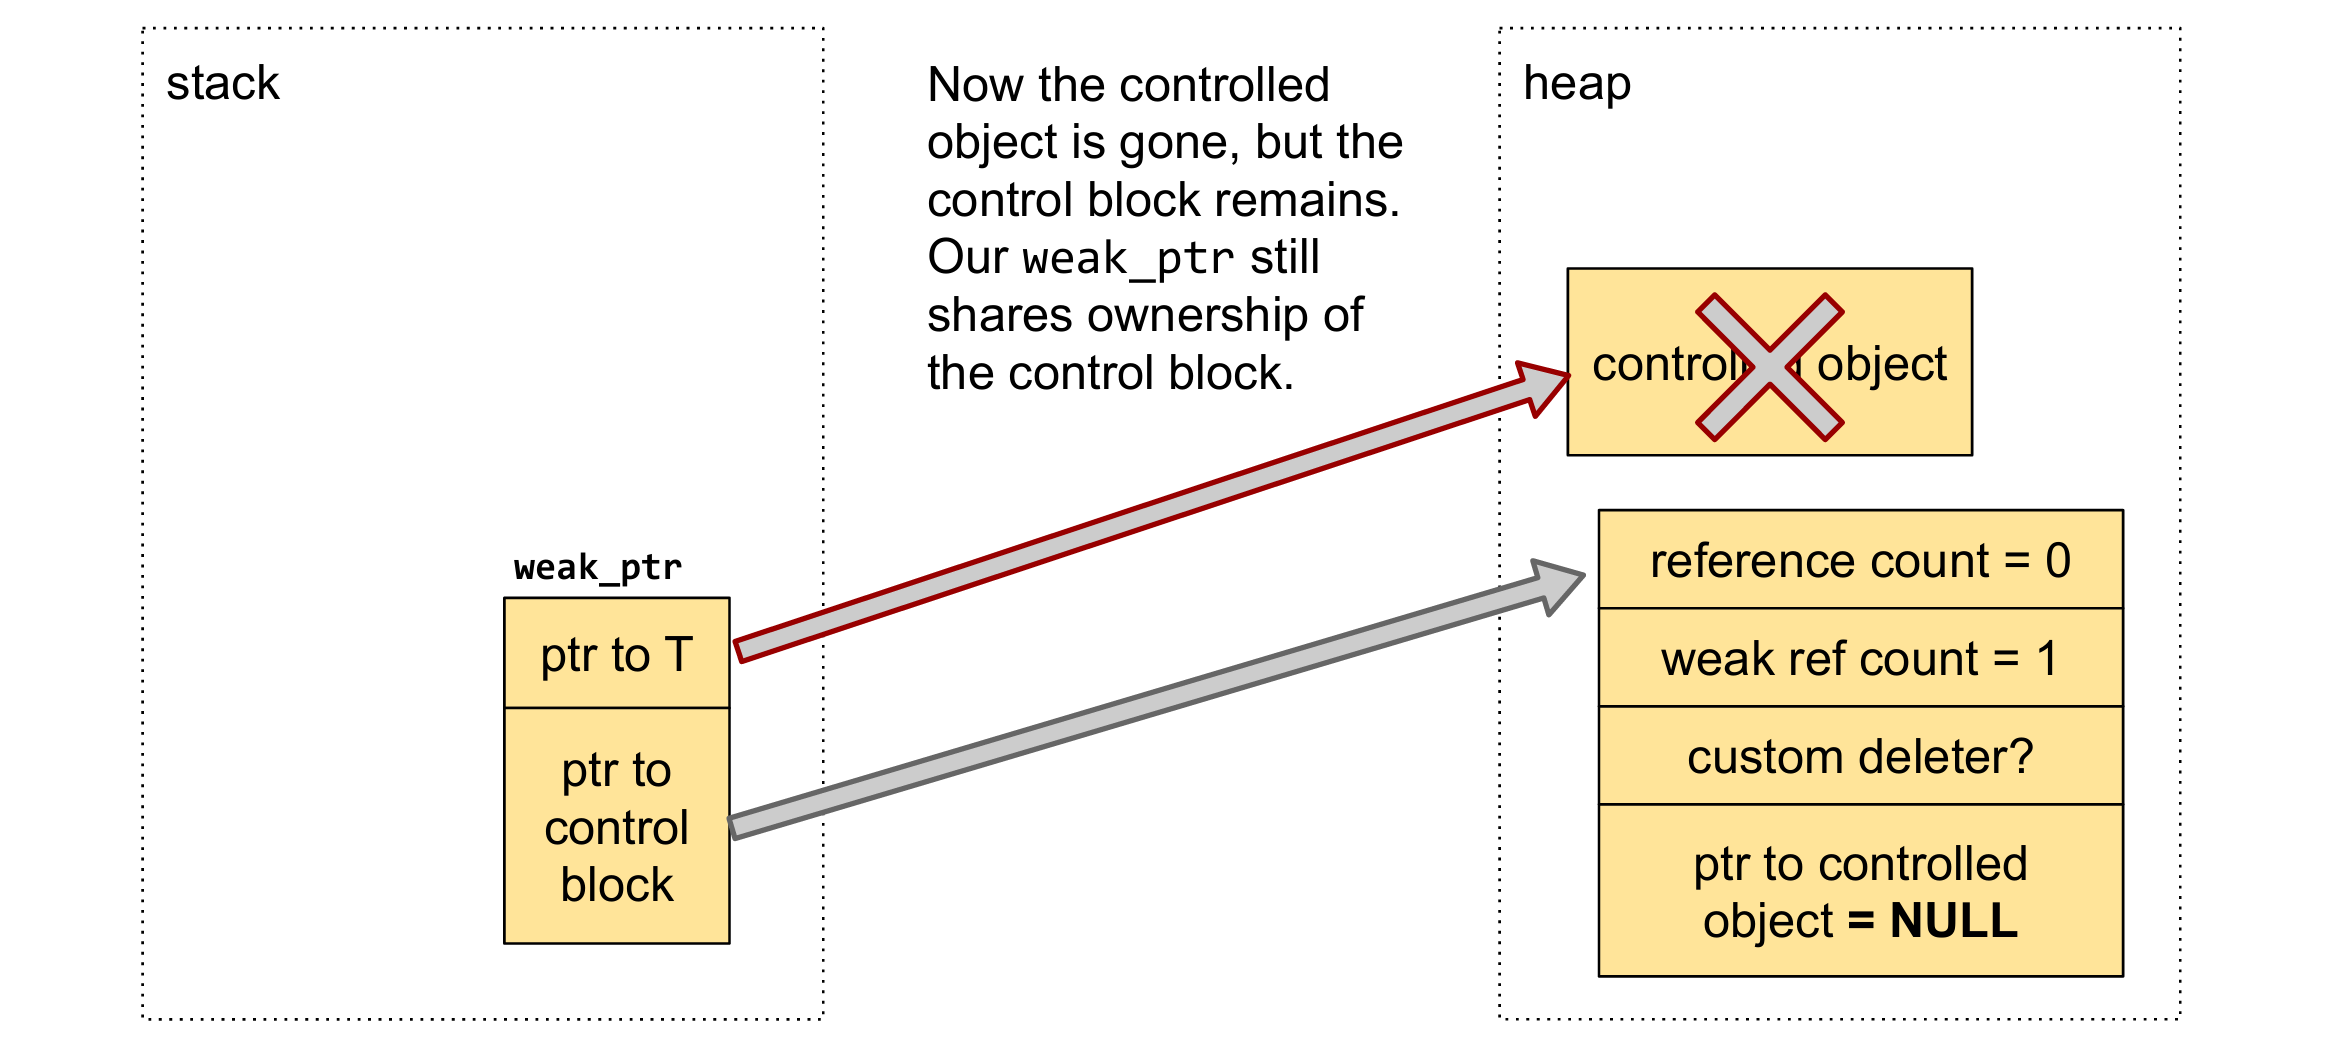 stack
Now the controlled
object is gone, but the
control block remains.
Our weak_ptr still
shares ownership of
the control block.
heap
controlled object
weak_ptr
ptr to T
ptr to
control
block
reference count = 0
weak ref count = 1
custom deleter?
ptr to controlled
object = NULL